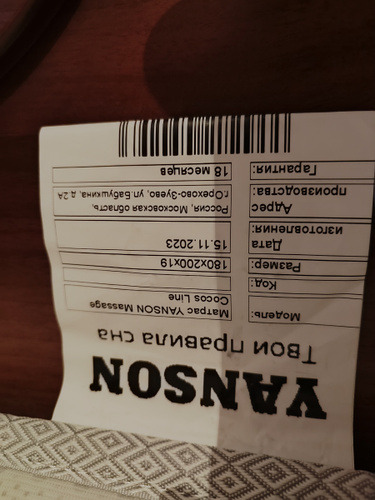 YANSON
Твои правила сна
Модель: Матрас YANSON Massage
Cocos Line
Код:
Размер: 180x200x19
Дата
изготовления: 15.11.2023
Адрес
производства: Россия, Московская область,
г.Орехово-Зуево, ул.Бабушкина, д.2А
Гарантия: 18 месяцев